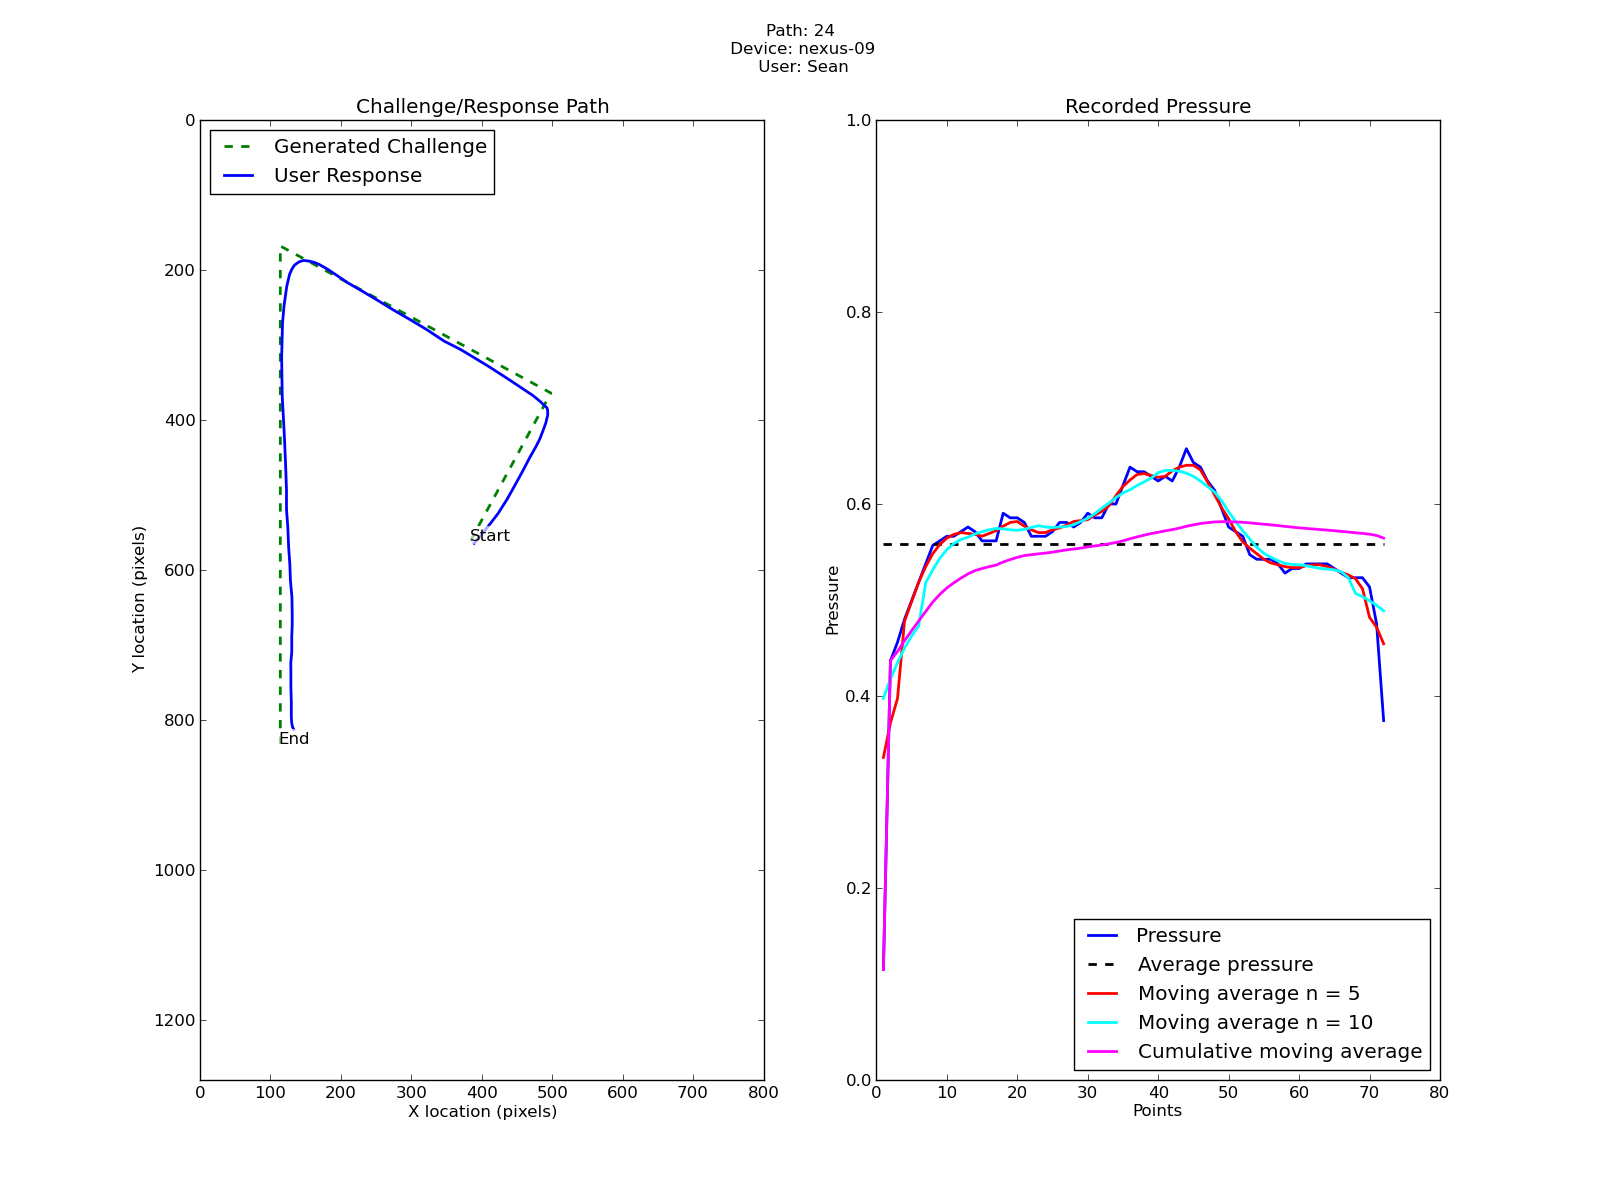 Path: 24
Device: nexus-09
User: Sean
Challenge/Response Path
0
200
400
600
800
1000
1200
Y location (pixels)
Generated Challenge
User Response
Start
End
0 100 200 300 400 500 600 700 800
X location (pixels)
Recorded Pressure
1.0
0.8
0.6
0.4
0.2
0.0
Pressure
Pressure
Average pressure
Moving average n = 5
Moving average n = 10
Cumulative moving average
0 10 20 30 40 50 60 70 80
Points